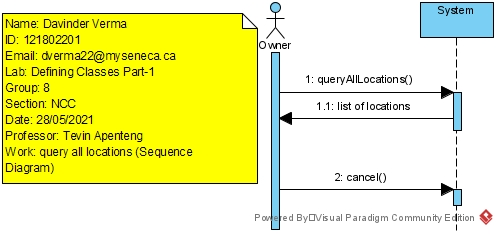 Name: Davinder Verma
ID: 121802201
Email: dverma22@myseneca.ca
Lab: Defining Classes Part-1
Group: 8
Section: NCC
Date: 28/05/2021
Professor: Tevin Apenteng
Work: query all locations (Sequence
Diagram)
Owner
System
1: queryAllLocations()
1.1: list of locations
2: cancel()
Powered By Visual Paradigm Community Edition